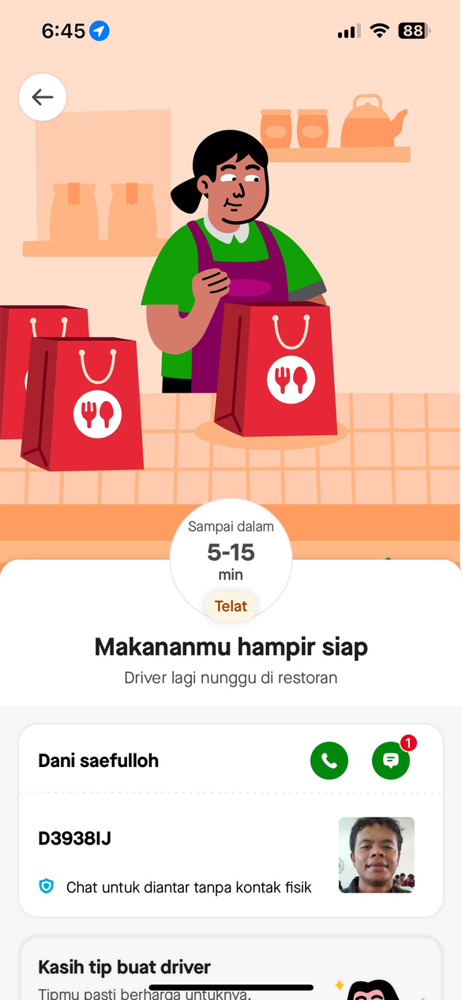 6:45
88
Sampai dalam
5-15
min
Telat
Makananmu hampir siap
Driver lagi nunggu di restoran
Dani saefulloh
1
D3938IJ
Chat untuk diantar tanpa kontak fisik
Kasih tip buat driver
Tipmu pasti berharga untuknya.